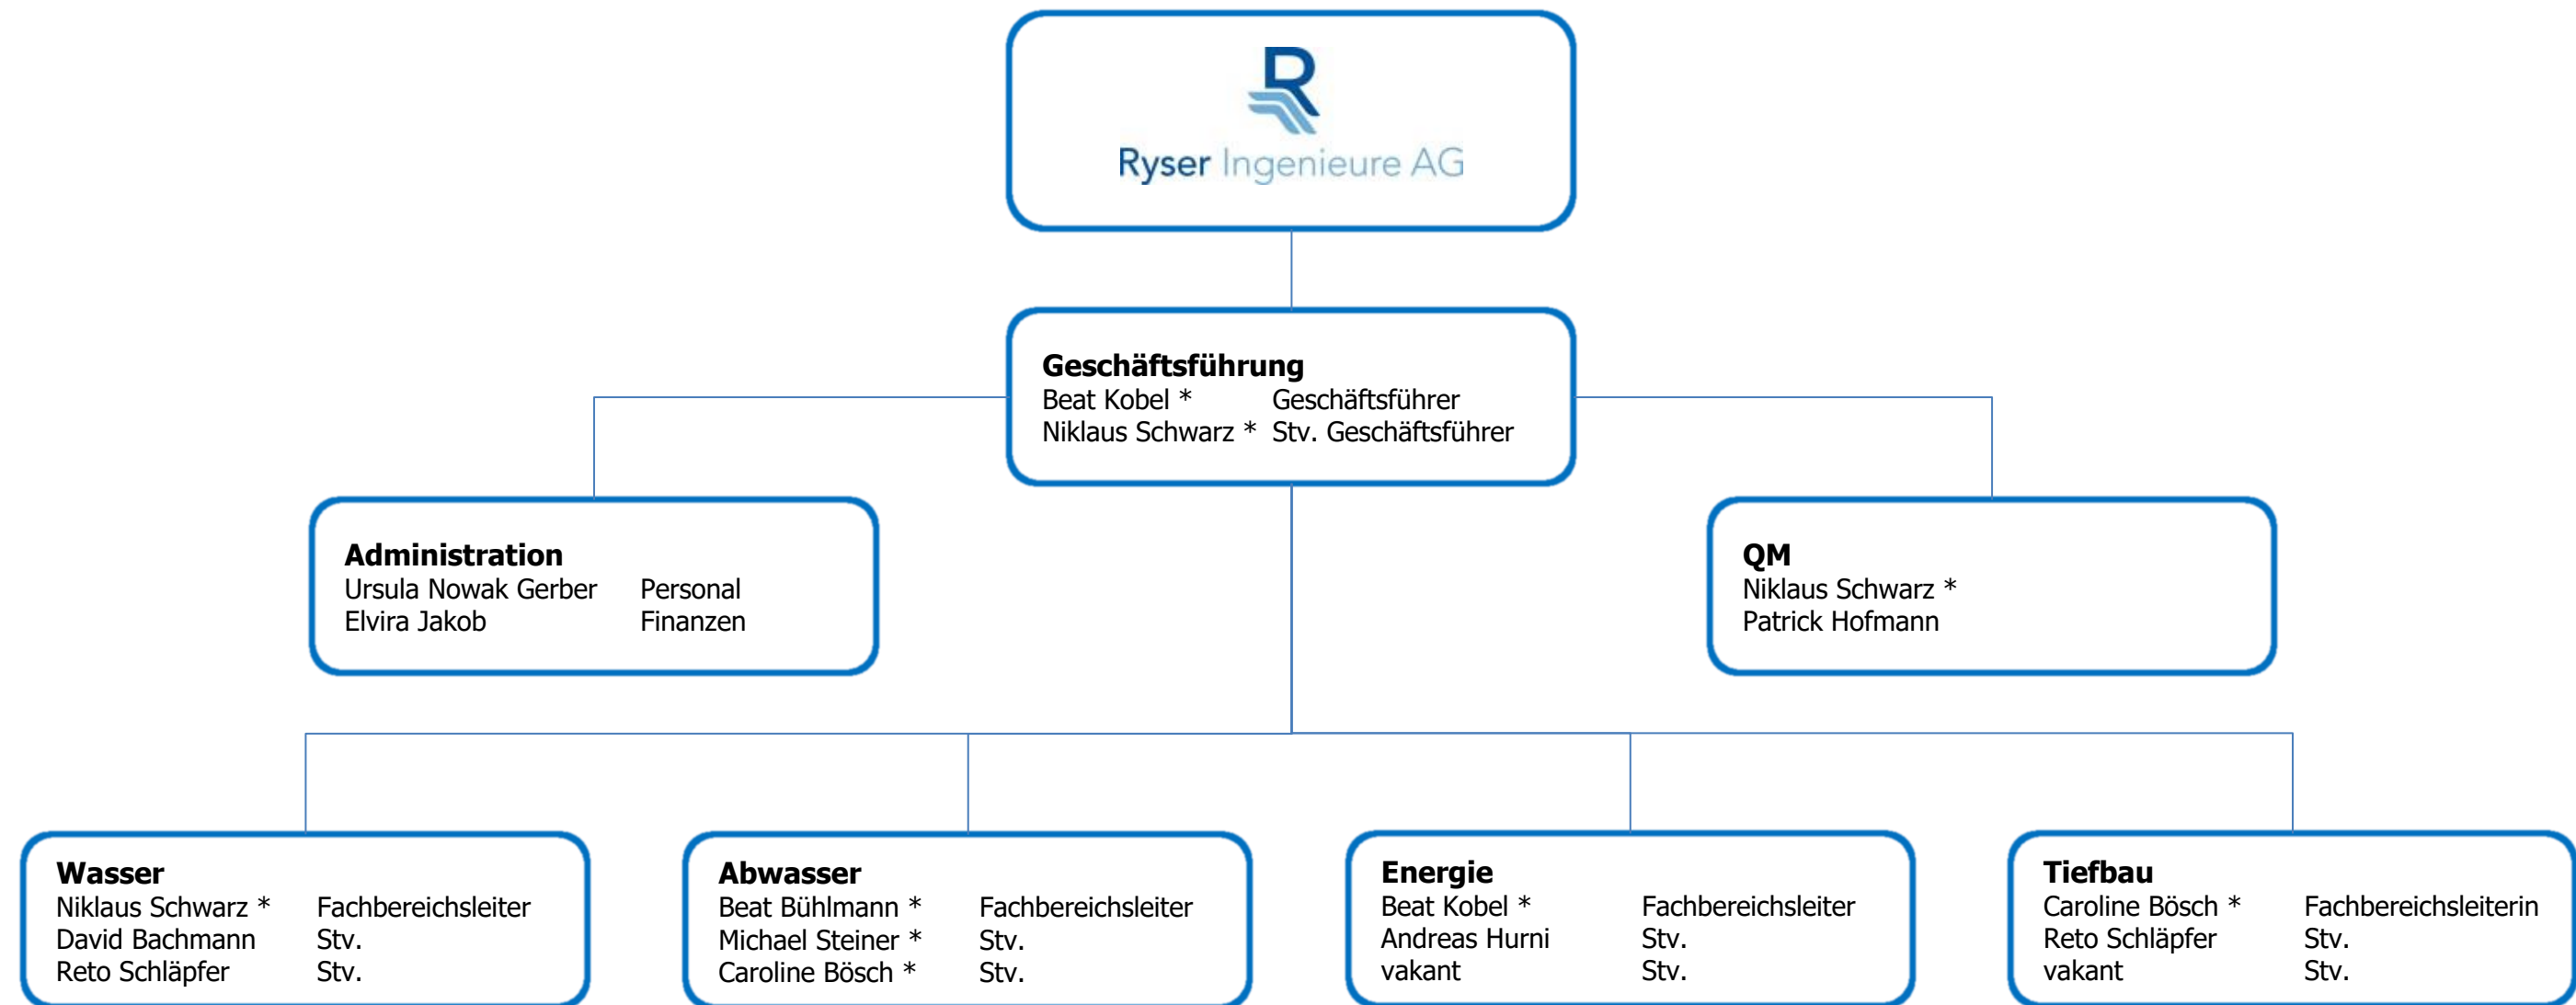 R
Ryser Ingenieure AG
Geschäftsführung
Beat Kobel * Geschäftsführer
Niklaus Schwarz * Stv. Geschäftsführer
Administration
Ursula Nowak Gerber Personal
Elvira Jakob Finanzen
QM
Niklaus Schwarz *
Patrick Hofmann
Wasser
Niklaus Schwarz * Fachbereichsleiter
David Bachmann Stv.
Reto Schläpfer Stv.
Abwasser
Beat Bühlmann * Fachbereichsleiter
Michael Steiner * Stv.
Caroline Bösch * Stv.
Energie
Beat Kobel * Fachbereichsleiter
Andreas Hurni Stv.
vakant Stv.
Tiefbau
Caroline Bösch * Fachbereichsleiterin
Reto Schläpfer Stv.
vakant Stv.